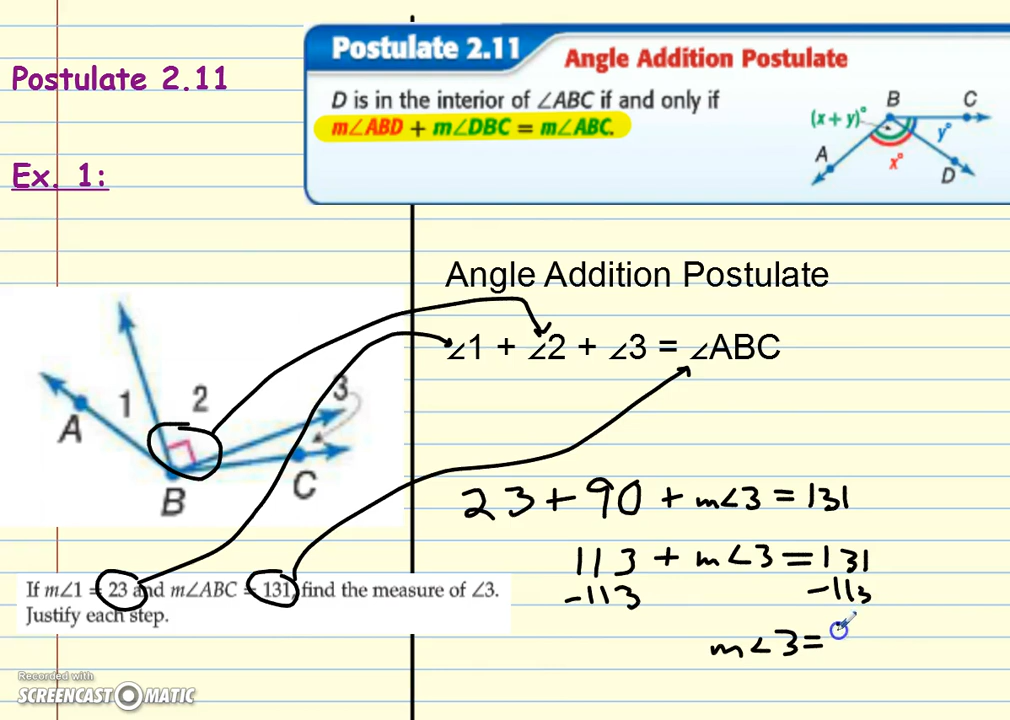 Postulate 2.11
Ex. 1:
Postulate 2.11
Angle Addition Postulate
D is in the interior of ∠ABC if and only if
m∠ABD + m∠DBC = m∠ABC.
(x + y)°
B
C
y°
A
x°
D
Angle Addition Postulate
∠1 + ∠2 + ∠3 = ∠ABC
1
2
3
A
B
C
23 + 90 + m∠3 = 131
113 + m∠3 = 131
-113 -113
m∠3 =
If m∠1 = 23 and m∠ABC = 131, find the measure of ∠3.
Justify each step.
Recorded with
SCREENCAST-O-MATIC